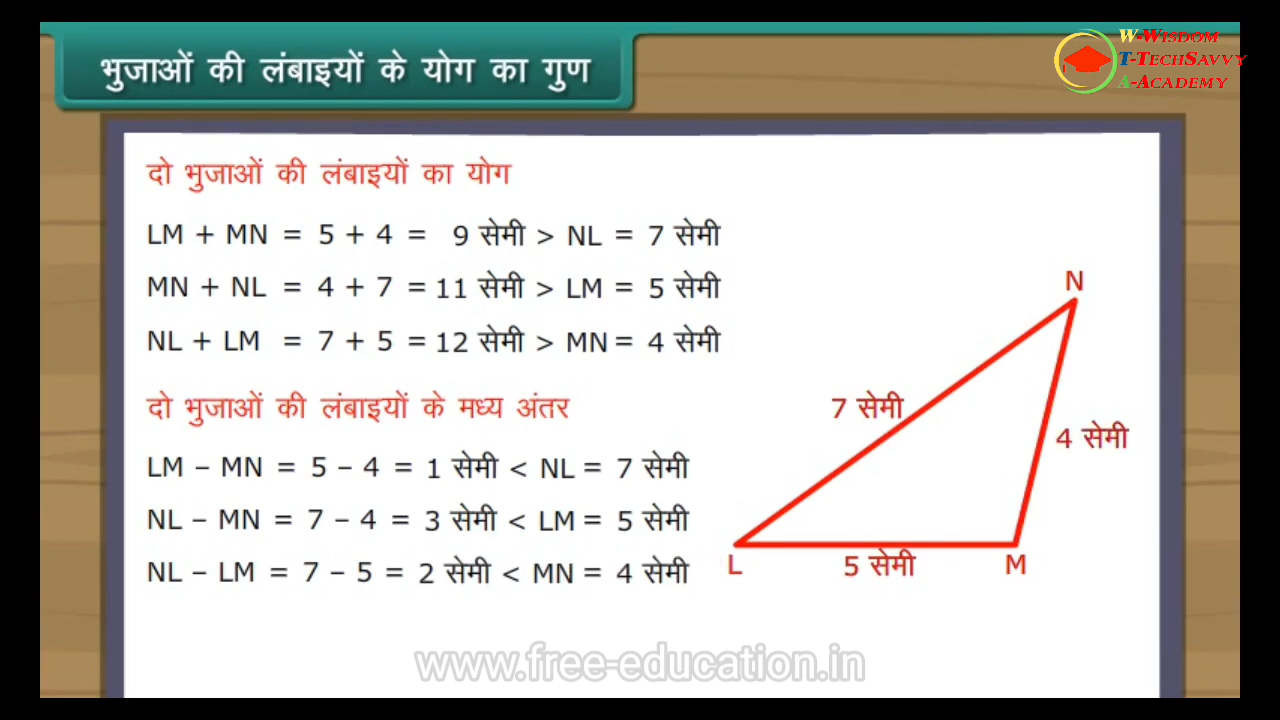 भुजाओं की लंबाइयों के योग का गुण
W-WISDOM
T-TECHSAVVY
A-ACADEMY
दो भुजाओं की लंबाइयों का योग
LM + MN = 5 + 4 = 9 सेमी > NL = 7 सेमी
MN + NL = 4 + 7 = 11 सेमी > LM = 5 सेमी
NL + LM = 7 + 5 = 12 सेमी > MN = 4 सेमी
दो भुजाओं की लंबाइयों के मध्य अंतर
LM – MN = 5 – 4 = 1 सेमी < NL = 7 सेमी
NL – MN = 7 – 4 = 3 सेमी < LM = 5 सेमी
NL – LM = 7 – 5 = 2 सेमी < MN = 4 सेमी
N
7 सेमी
4 सेमी
L
5 सेमी
M
www.free-education.in